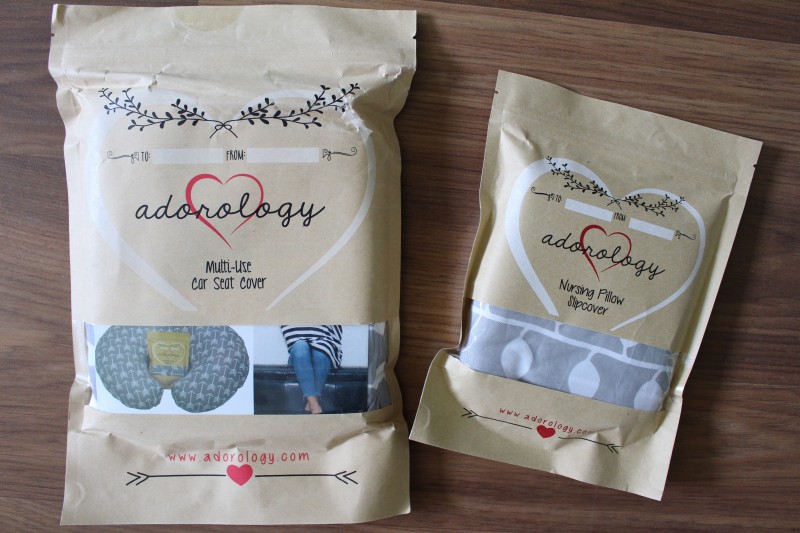 TO: FROM:
adorology
Multi-Use
Car Seat Cover
www.adorology.com
TO FROM
adorology
Nursing Pillow
Slipcover
www.adorology.com